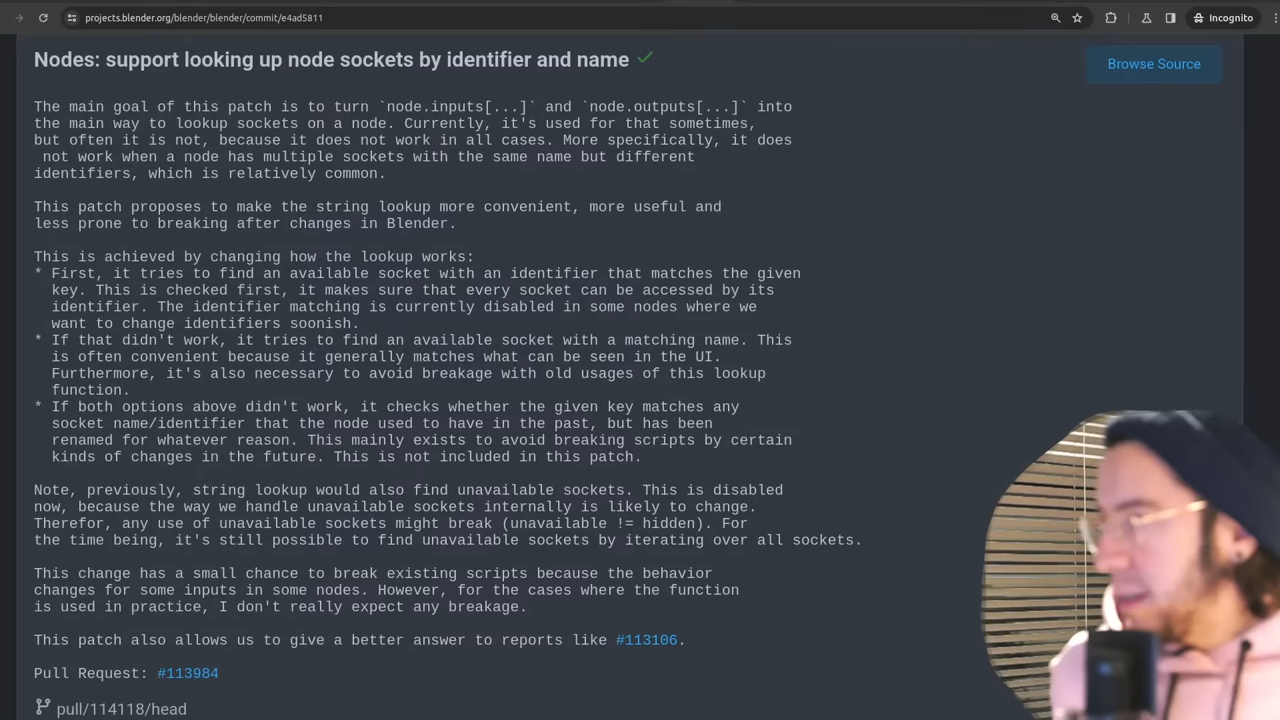 projects.blender.org/blender/blender/commit/e4ad5811
Incognito
Nodes: support looking up node sockets by identifier and name
Browse Source
The main goal of this patch is to turn `node.inputs[...]` and `node.outputs[...]` into
the main way to lookup sockets on a node. Currently, it's used for that sometimes,
but often it is not, because it does not work in all cases. More specifically, it does
not work when a node has multiple sockets with the same name but different
identifiers, which is relatively common.
This patch proposes to make the string lookup more convenient, more useful and
less prone to breaking after changes in Blender.
This is achieved by changing how the lookup works:
* First, it tries to find an available socket with an identifier that matches the given
key. This is checked first, it makes sure that every socket can be accessed by its
identifier. The identifier matching is currently disabled in some nodes where we
want to change identifiers soonish.
* If that didn't work, it tries to find an available socket with a matching name. This
is often convenient because it generally matches what can be seen in the UI.
Furthermore, it's also necessary to avoid breakage with old usages of this lookup
function.
* If both options above didn't work, it checks whether the given key matches any
socket name/identifier that the node used to have in the past, but has been
renamed for whatever reason. This mainly exists to avoid breaking scripts by certain
kinds of changes in the future. This is not included in this patch.
Note, previously, string lookup would also find unavailable sockets. This is disabled
now, because the way we handle unavailable sockets internally is likely to change.
Therefor, any use of unavailable sockets might break (unavailable != hidden). For
the time being, it's still possible to find unavailable sockets by iterating over all sockets.
This change has a small chance to break existing scripts because the behavior
changes for some inputs in some nodes. However, for the cases where the function
is used in practice, I don't really expect any breakage.
This patch also allows us to give a better answer to reports like #113106.
Pull Request: #113984
pull/114118/head